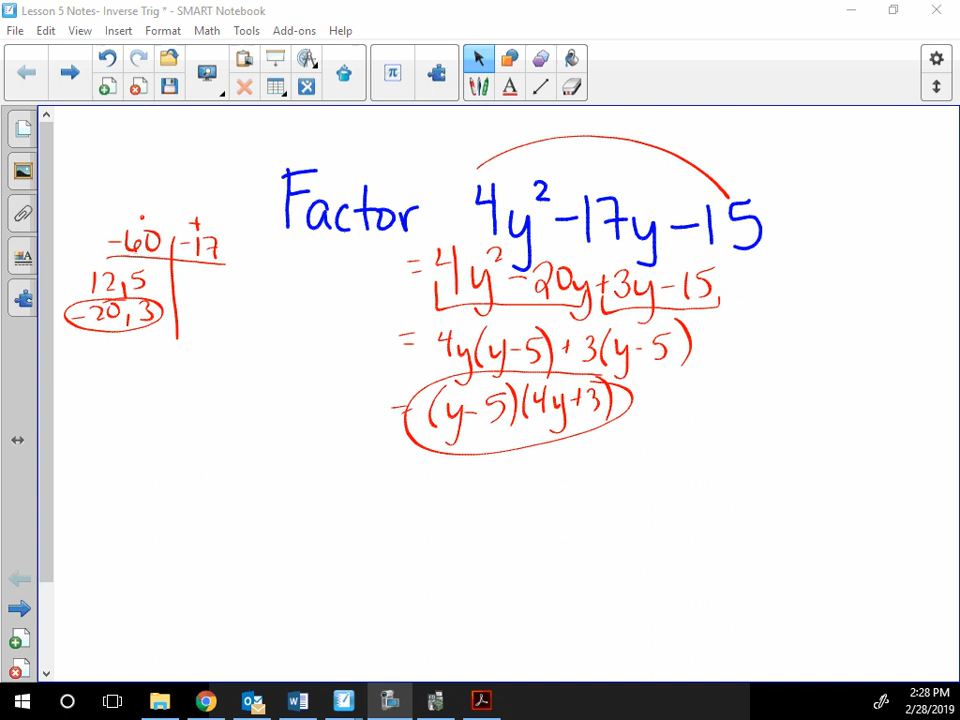 Lesson 5 Notes- Inverse Trig * - SMART Notebook
File Edit View Insert Format Math Tools Add-ons Help
π
A
Factor 4y² - 17y - 15
· +
-60 | -17
12, 5
-20, 3
= 4y² - 20y + 3y - 15
= 4y(y - 5) + 3(y - 5)
= (y - 5)(4y + 3)
2:28 PM
2/28/2019